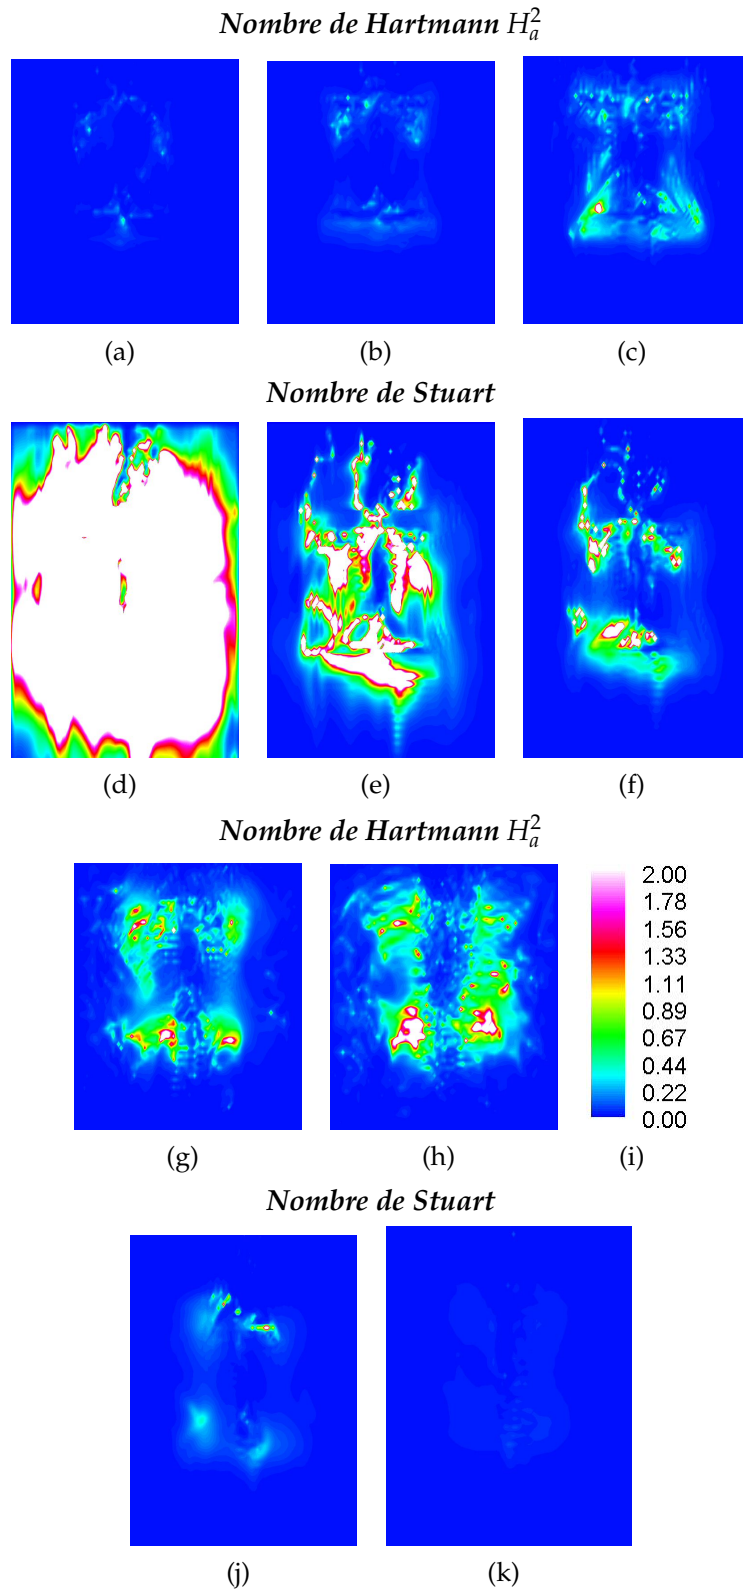 Nombre de Hartmann $H_a^2$
(a) (b) (c)
Nombre de Stuart
(d) (e) (f)
Nombre de Hartmann $H_a^2$
2.00
1.78
1.56
1.33
1.11
0.89
0.67
0.44
0.22
0.00
(g) (h) (i)
Nombre de Stuart
(j) (k)